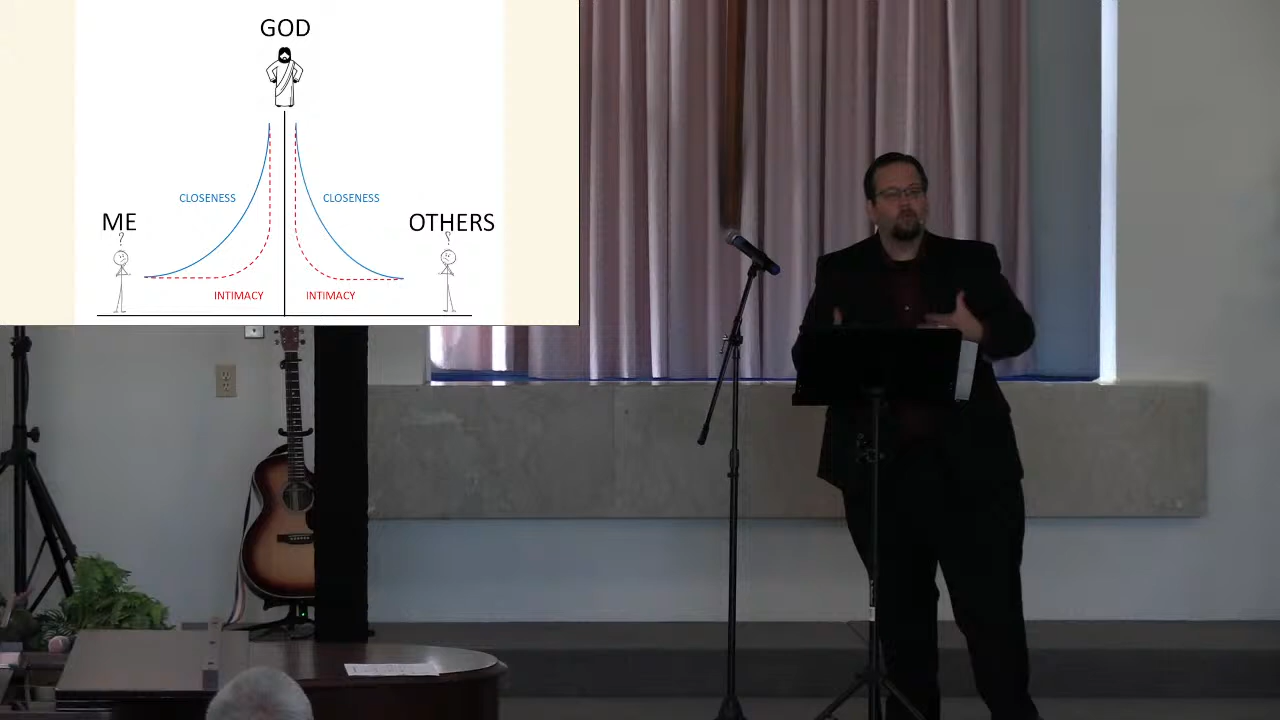 GOD
CLOSENESS CLOSENESS
ME OTHERS
? ?
INTIMACY INTIMACY